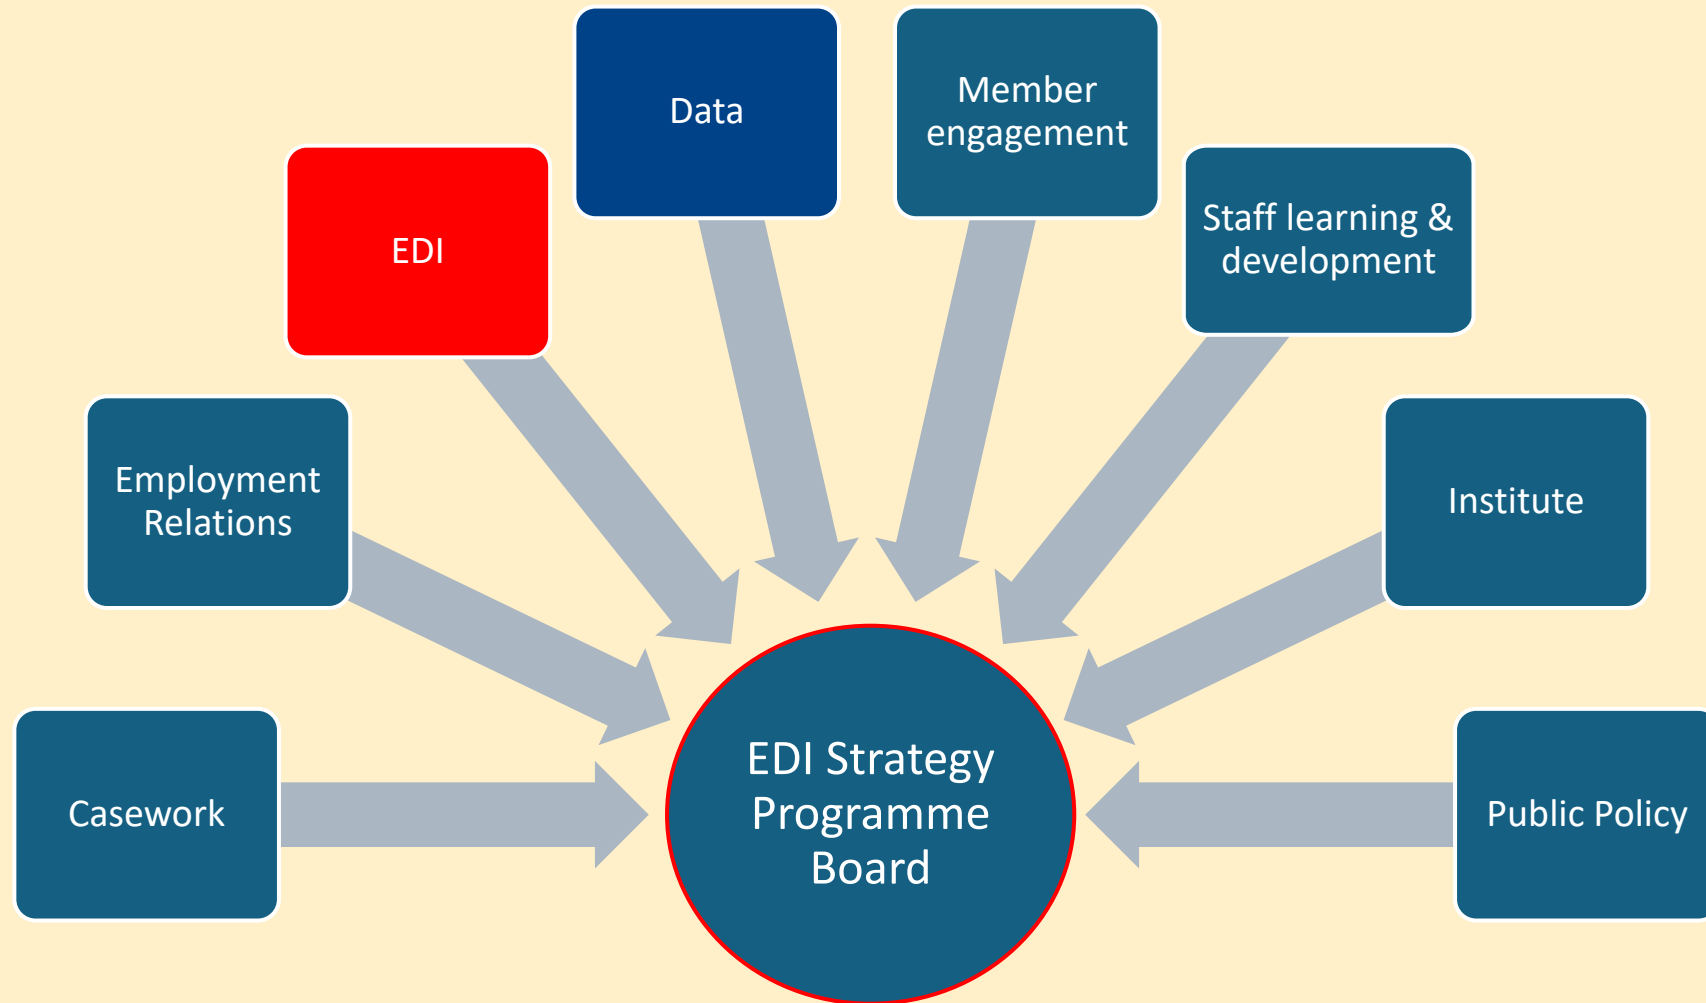 Data
Member
engagement
EDI
Staff learning &
development
Employment
Relations
Institute
Casework
EDI Strategy
Programme
Board
Public Policy